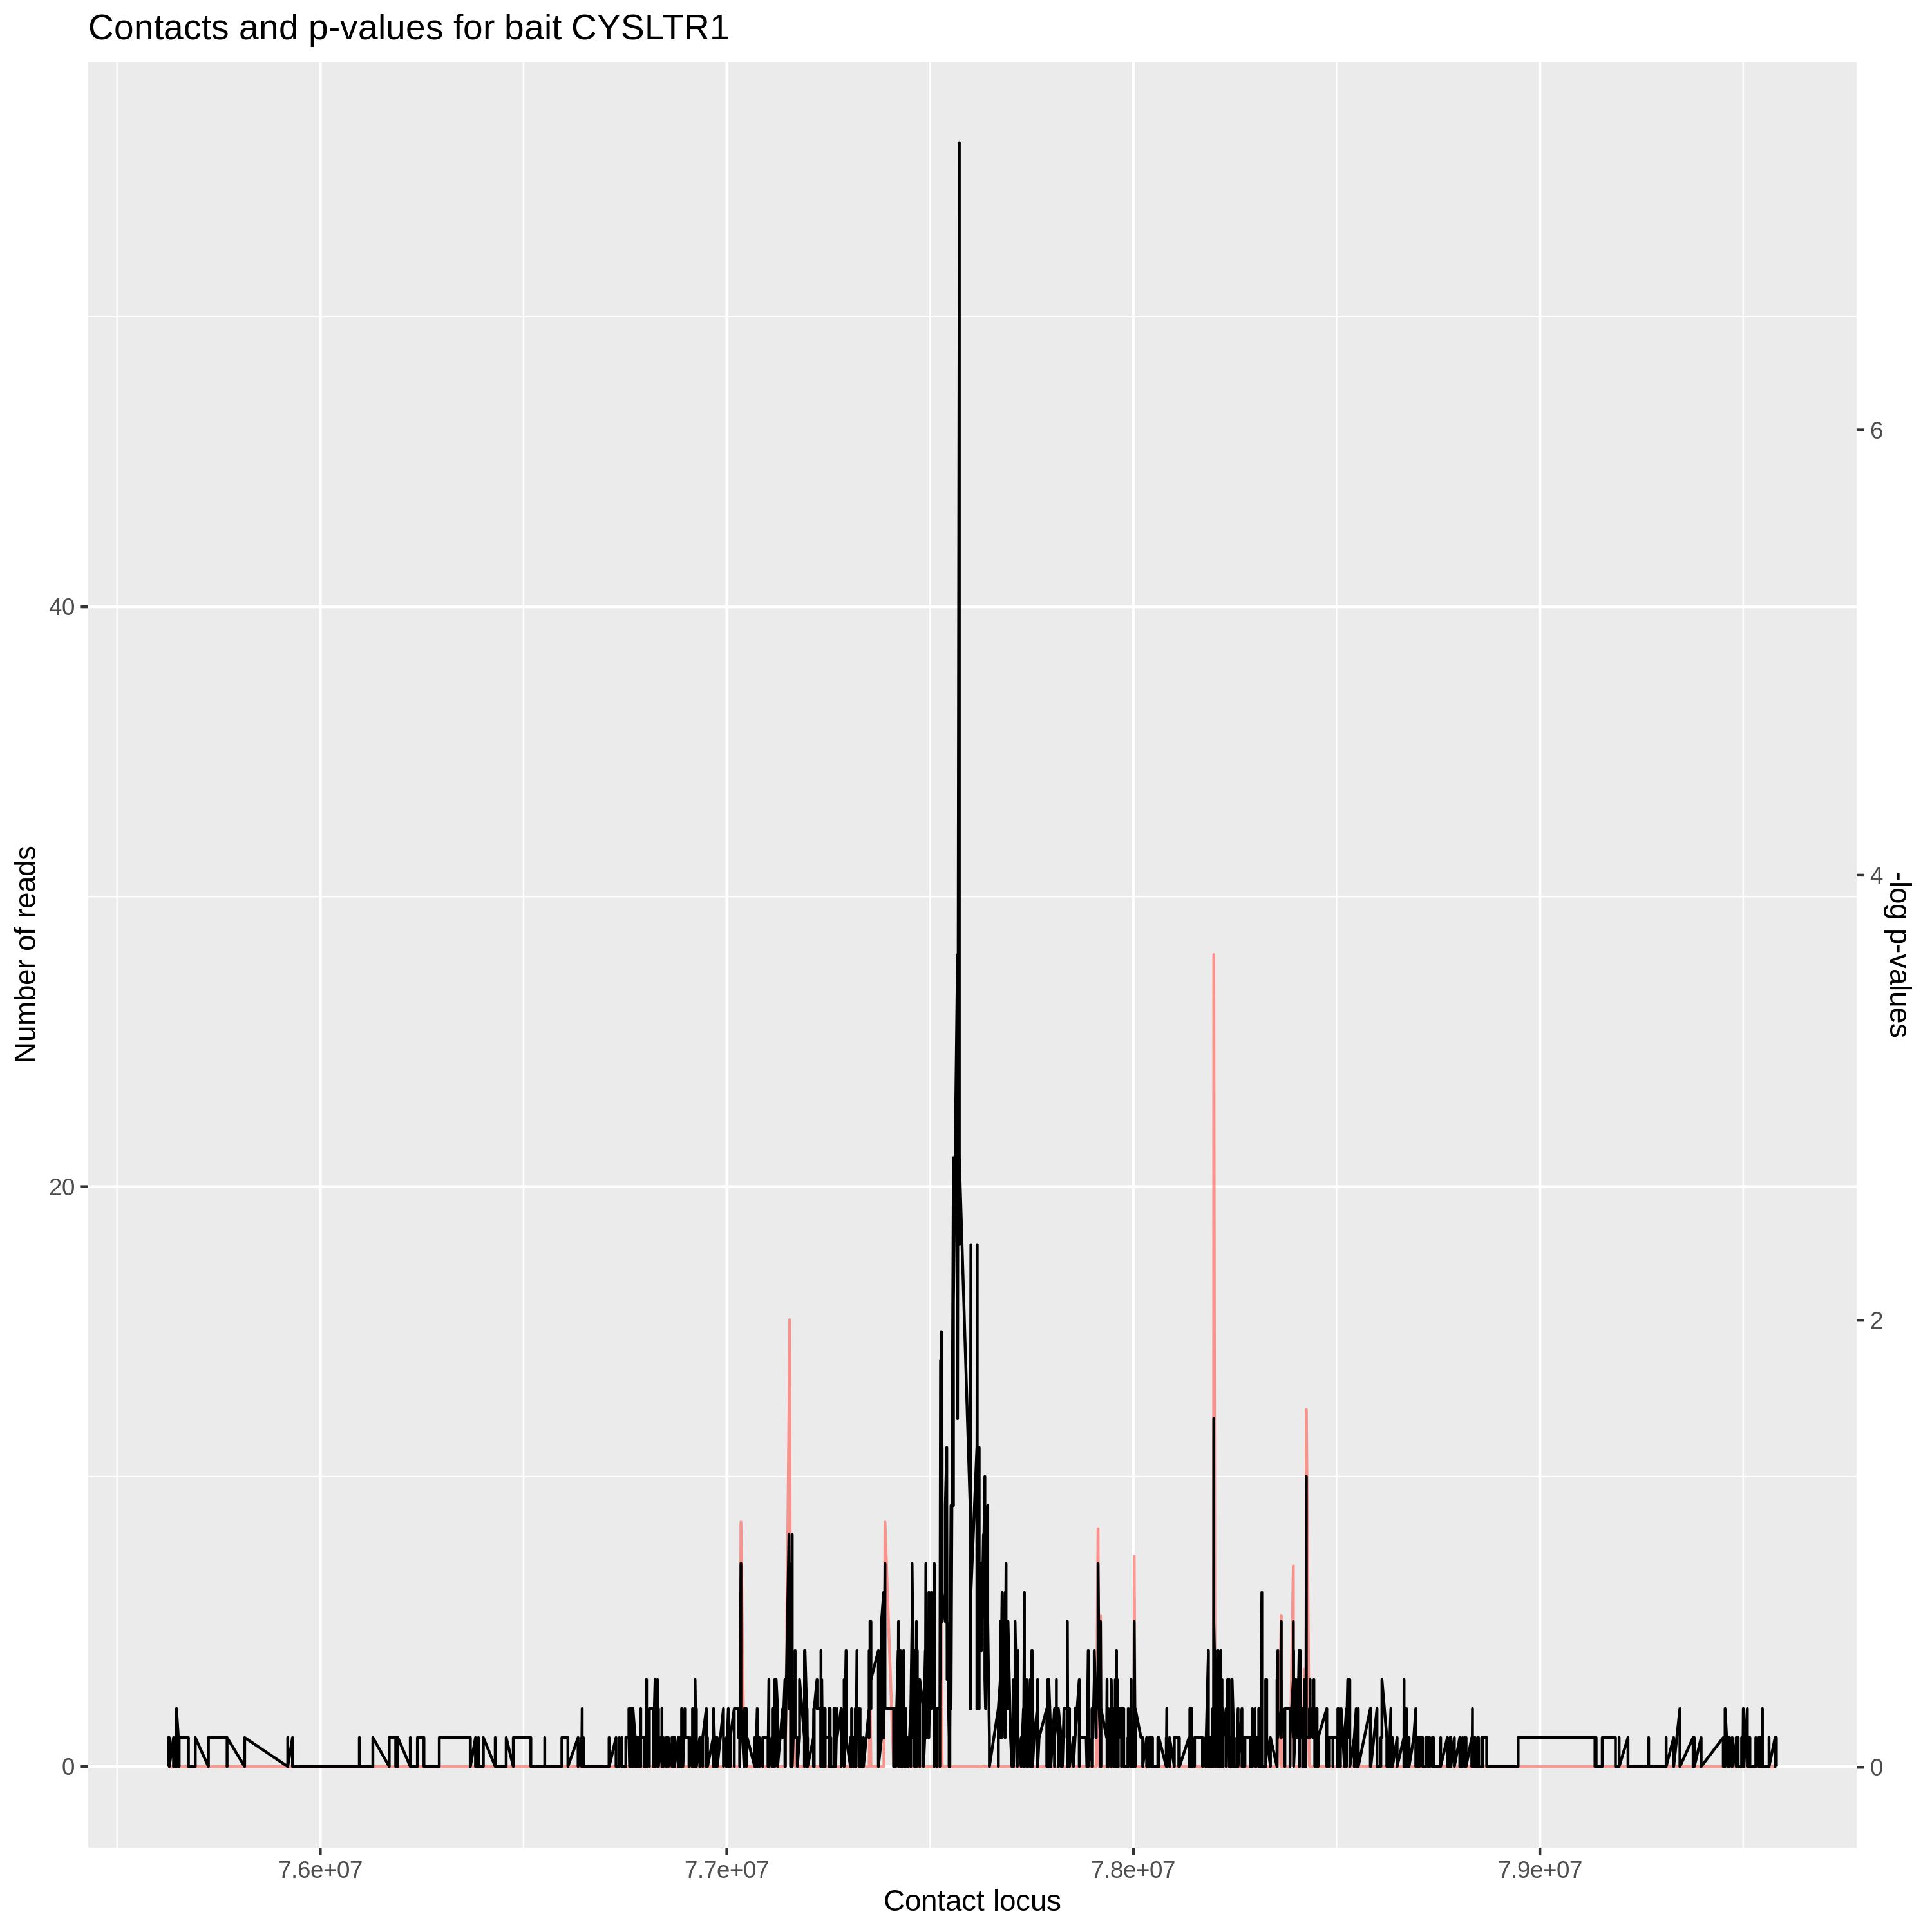 Contacts and p-values for bait CYSLTR1
Number of reads
40
20
0
6
4
2
0
-log p-values
7.6e+07
7.7e+07
7.8e+07
7.9e+07
Contact locus